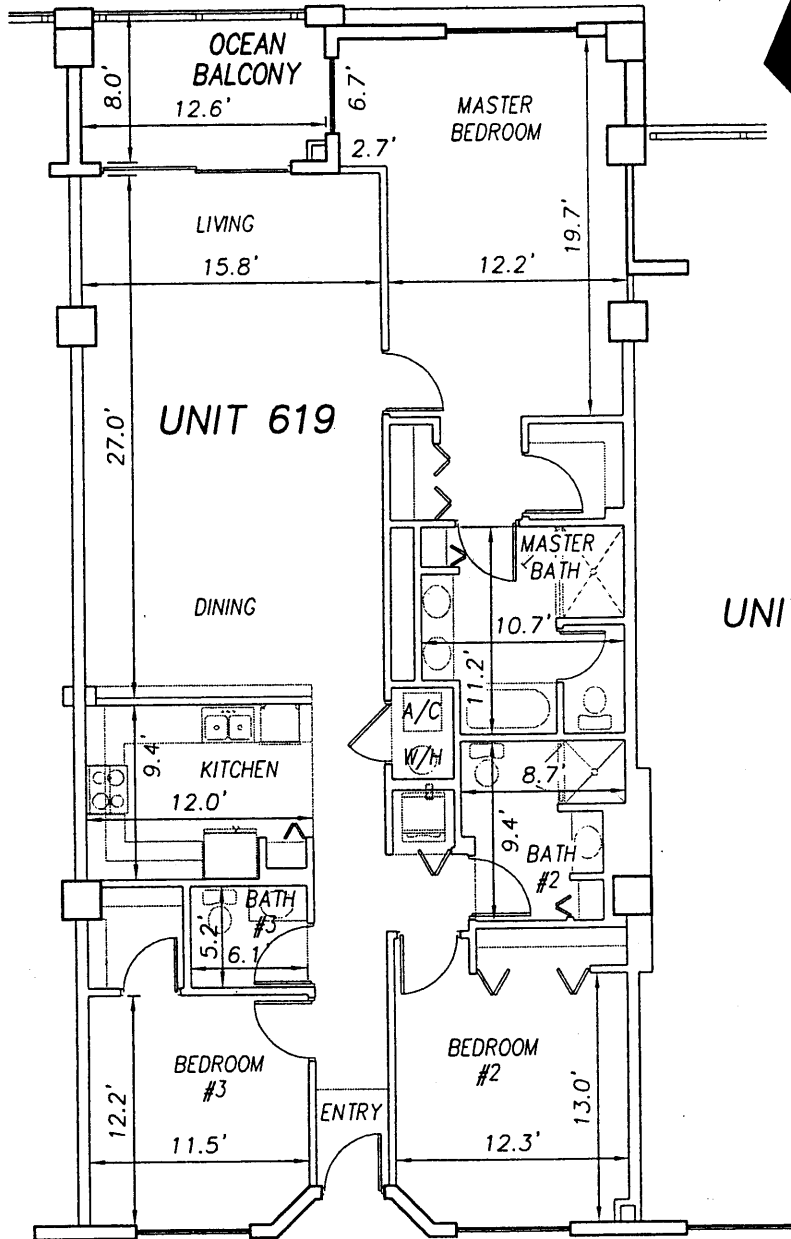 OCEAN
BALCONY
8.0'
12.6'
6.7'
2.7'
MASTER
BEDROOM
19.7'
LIVING
15.8'
12.2'
27.0'
UNIT 619
DINING
MASTER
BATH
10.7'
11.2'
UNI
A/C
W/H
9.4'
KITCHEN
12.0'
8.7'
9.4'
BATH
#2
BATH
#3
5.2'
6.1'
BEDROOM
#3
12.2'
11.5'
ENTRY
BEDROOM
#2
13.0'
12.3'